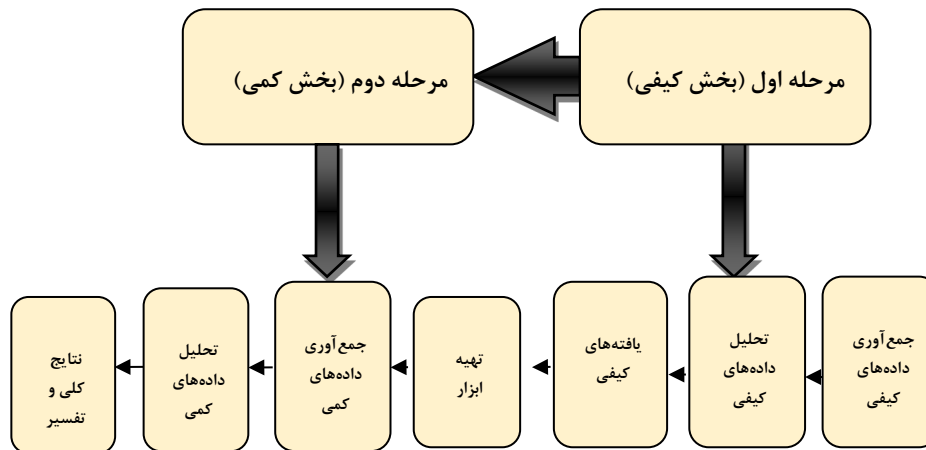 مرحله اول (بخش کیفی)
مرحله دوم (بخش کمی)
جمع‌آوری
داده‌های
کیفی
تحلیل
داده‌های
کیفی
یافته‌های
کیفی
تهیه
ابزار
جمع‌آوری
داده‌های
کمی
تحلیل
داده‌های
کمی
نتایج
کلی و
تفسیر